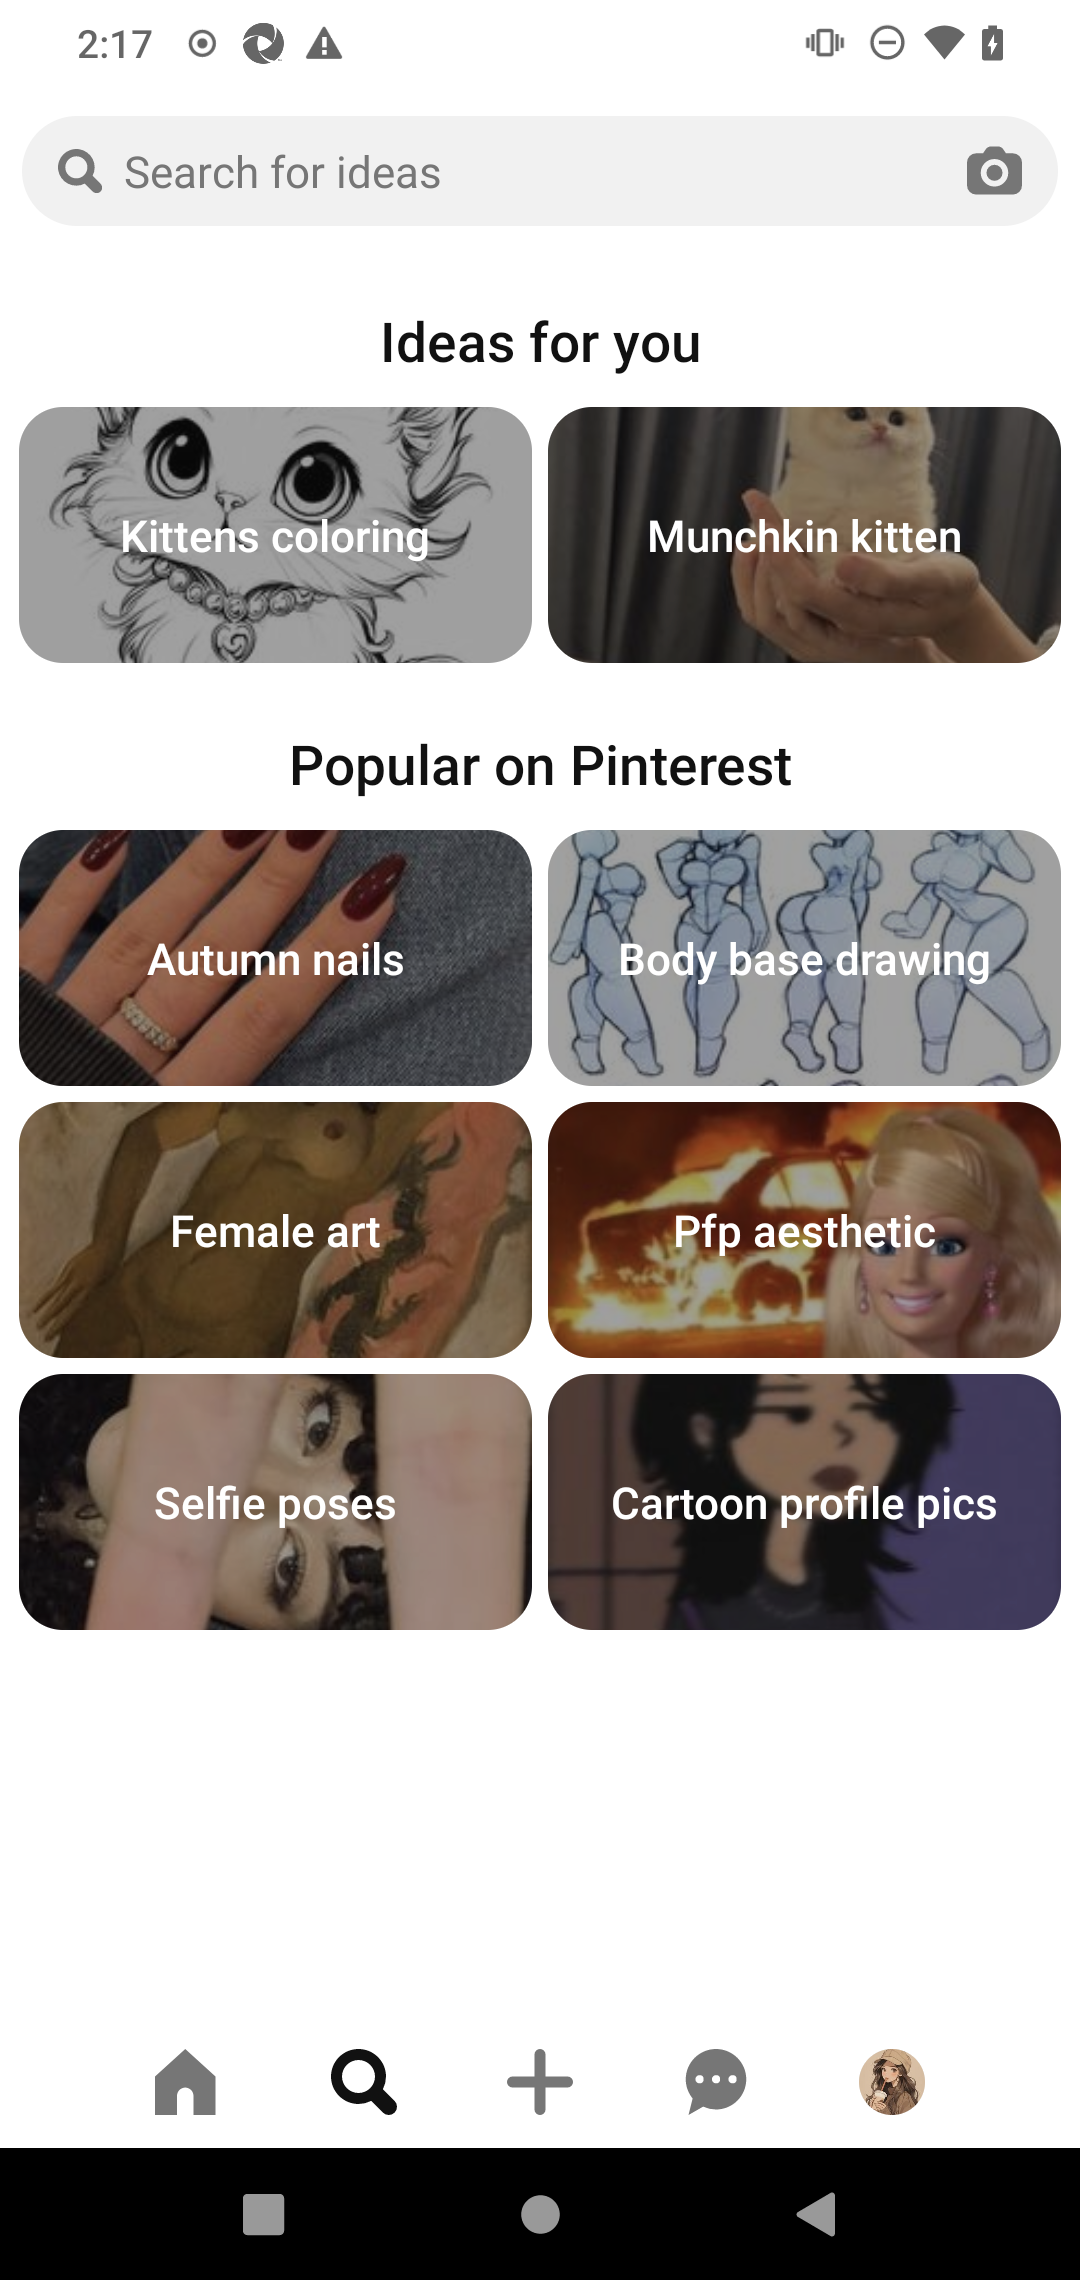 2:17
Search for ideas
Ideas for you
Kittens coloring
Munchkin kitten
Popular on Pinterest
Autumn nails
Body base drawing
Female art
Pfp aesthetic
Selfie poses
Cartoon profile pics